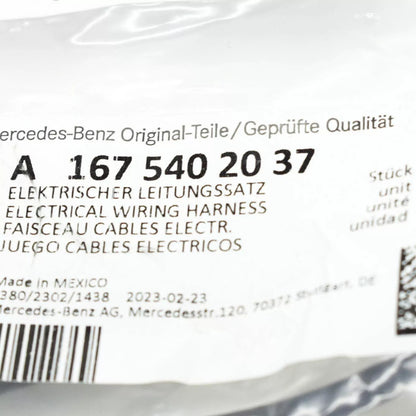 ercedes-Benz Original-Teile/Geprüfte Qualität
A 167 540 20 37
ELEKTRISCHER LEITUNGSSATZ
ELECTRICAL WIRING HARNESS
FAISCEAU CABLES ELECTR.
JUEGO CABLES ELECTRICOS
Stück
unit
unité
unidad
Made in MEXICO
380/2302/1438 2023-02-23
Mercedes-Benz AG, Mercedesstr.120, 70372 Stuttgart, DE